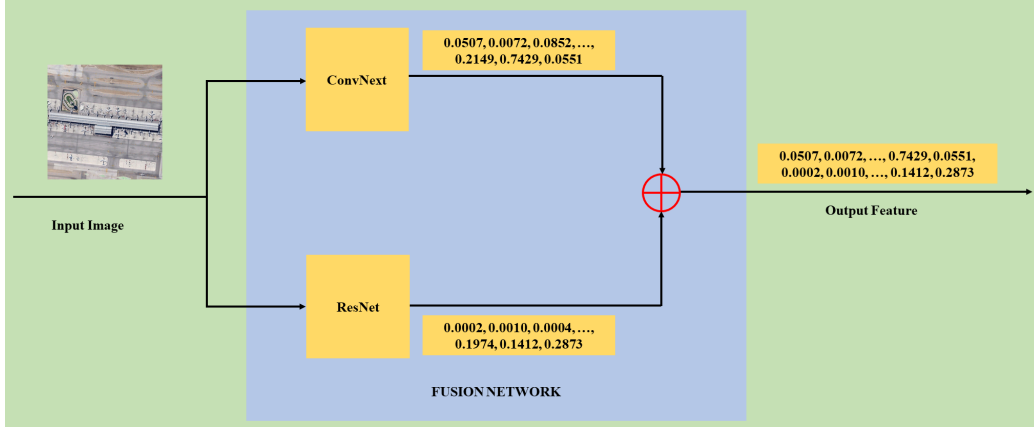 ConvNext
0.0507, 0.0072, 0.0852, ...,
0.2149, 0.7429, 0.0551
Input Image
0.0507, 0.0072, ..., 0.7429, 0.0551,
0.0002, 0.0010, ..., 0.1412, 0.2873
Output Feature
ResNet
0.0002, 0.0010, 0.0004, ...,
0.1974, 0.1412, 0.2873
FUSION NETWORK